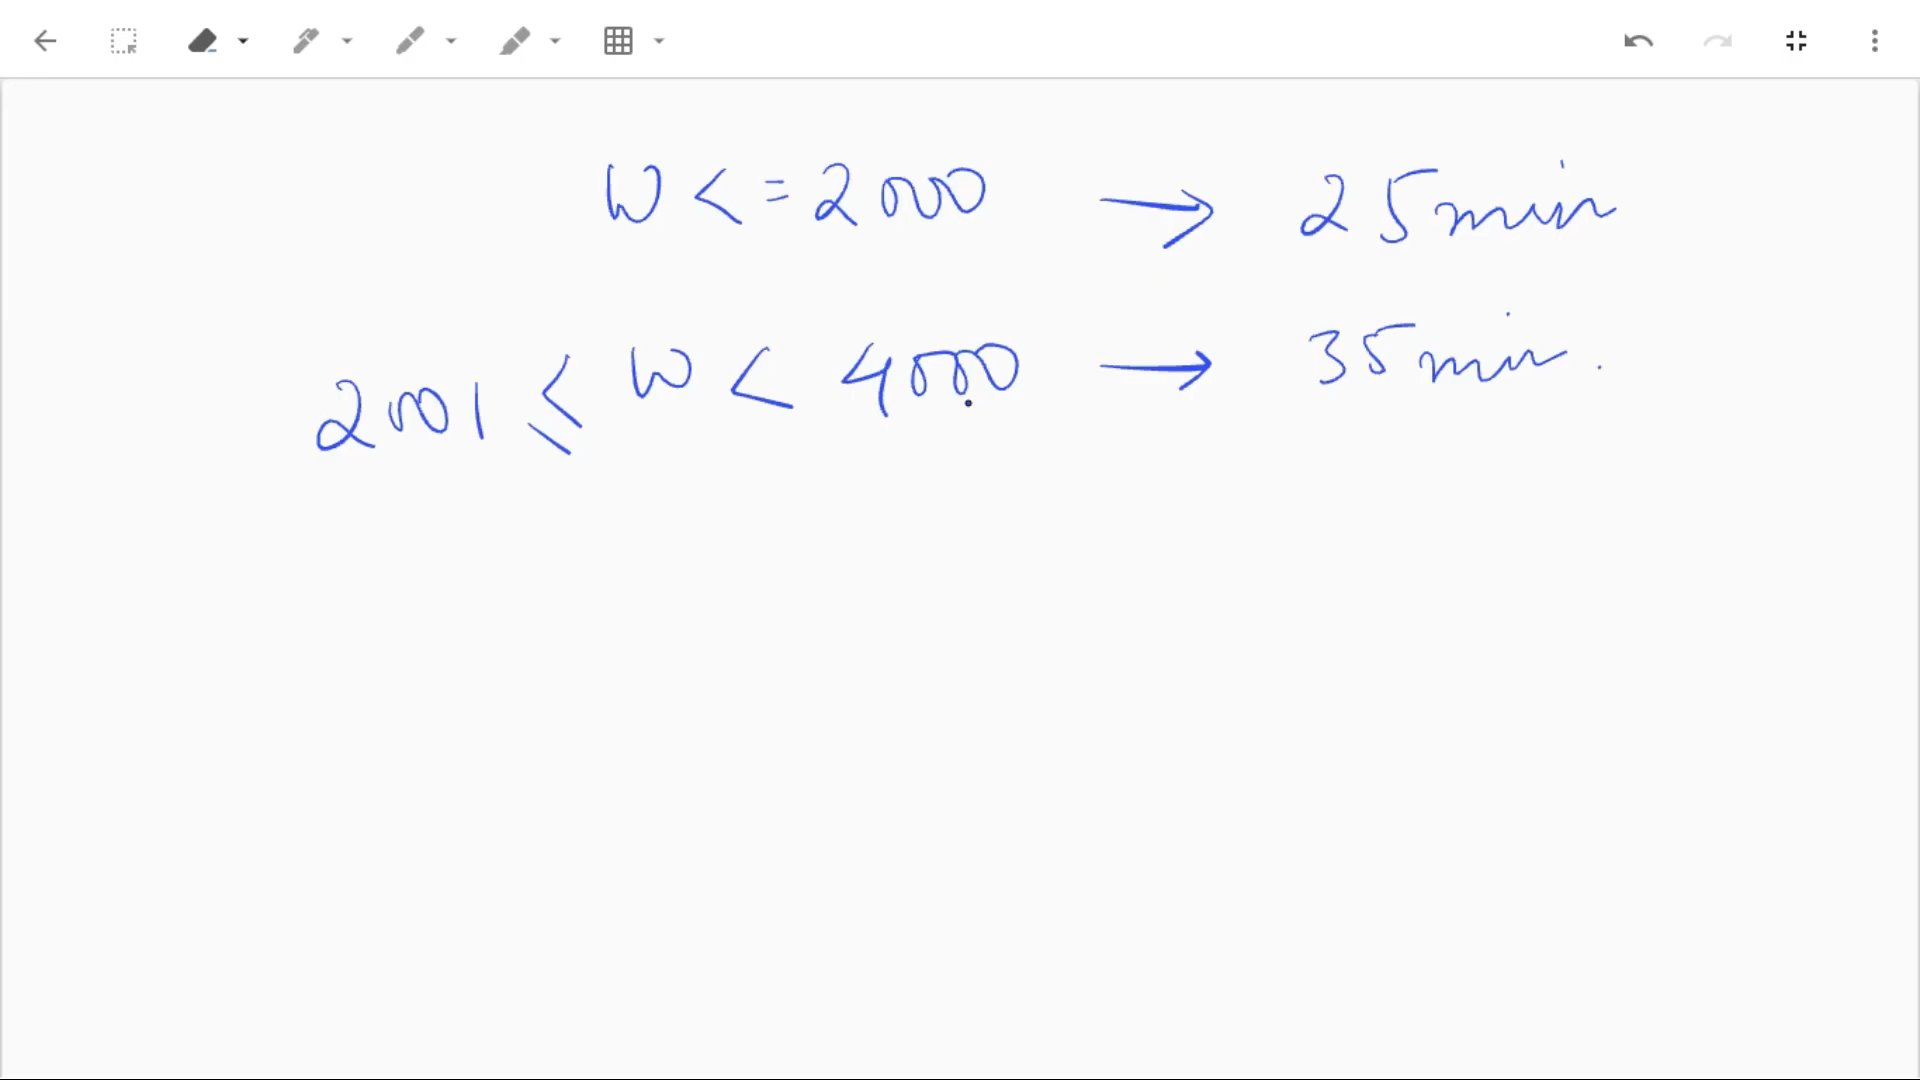 W <= 2000 → 25 min
2001 ≤ W < 4000 → 35 min.